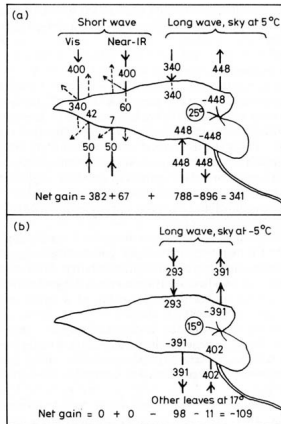 (a)
Short wave Long wave, sky at 5°C
Vis Near-IR
400 400 340 448
340 42 60 340 -448
25°
7 448 -448
50 50 448 448
Net gain = 382 + 67 + 788 - 896 = 341
(b)
Long wave, sky at -5°C
293 391
293 -391
15°
-391 402
391 402
Other leaves at 17°
Net gain = 0 + 0 - 98 - 11 = -109